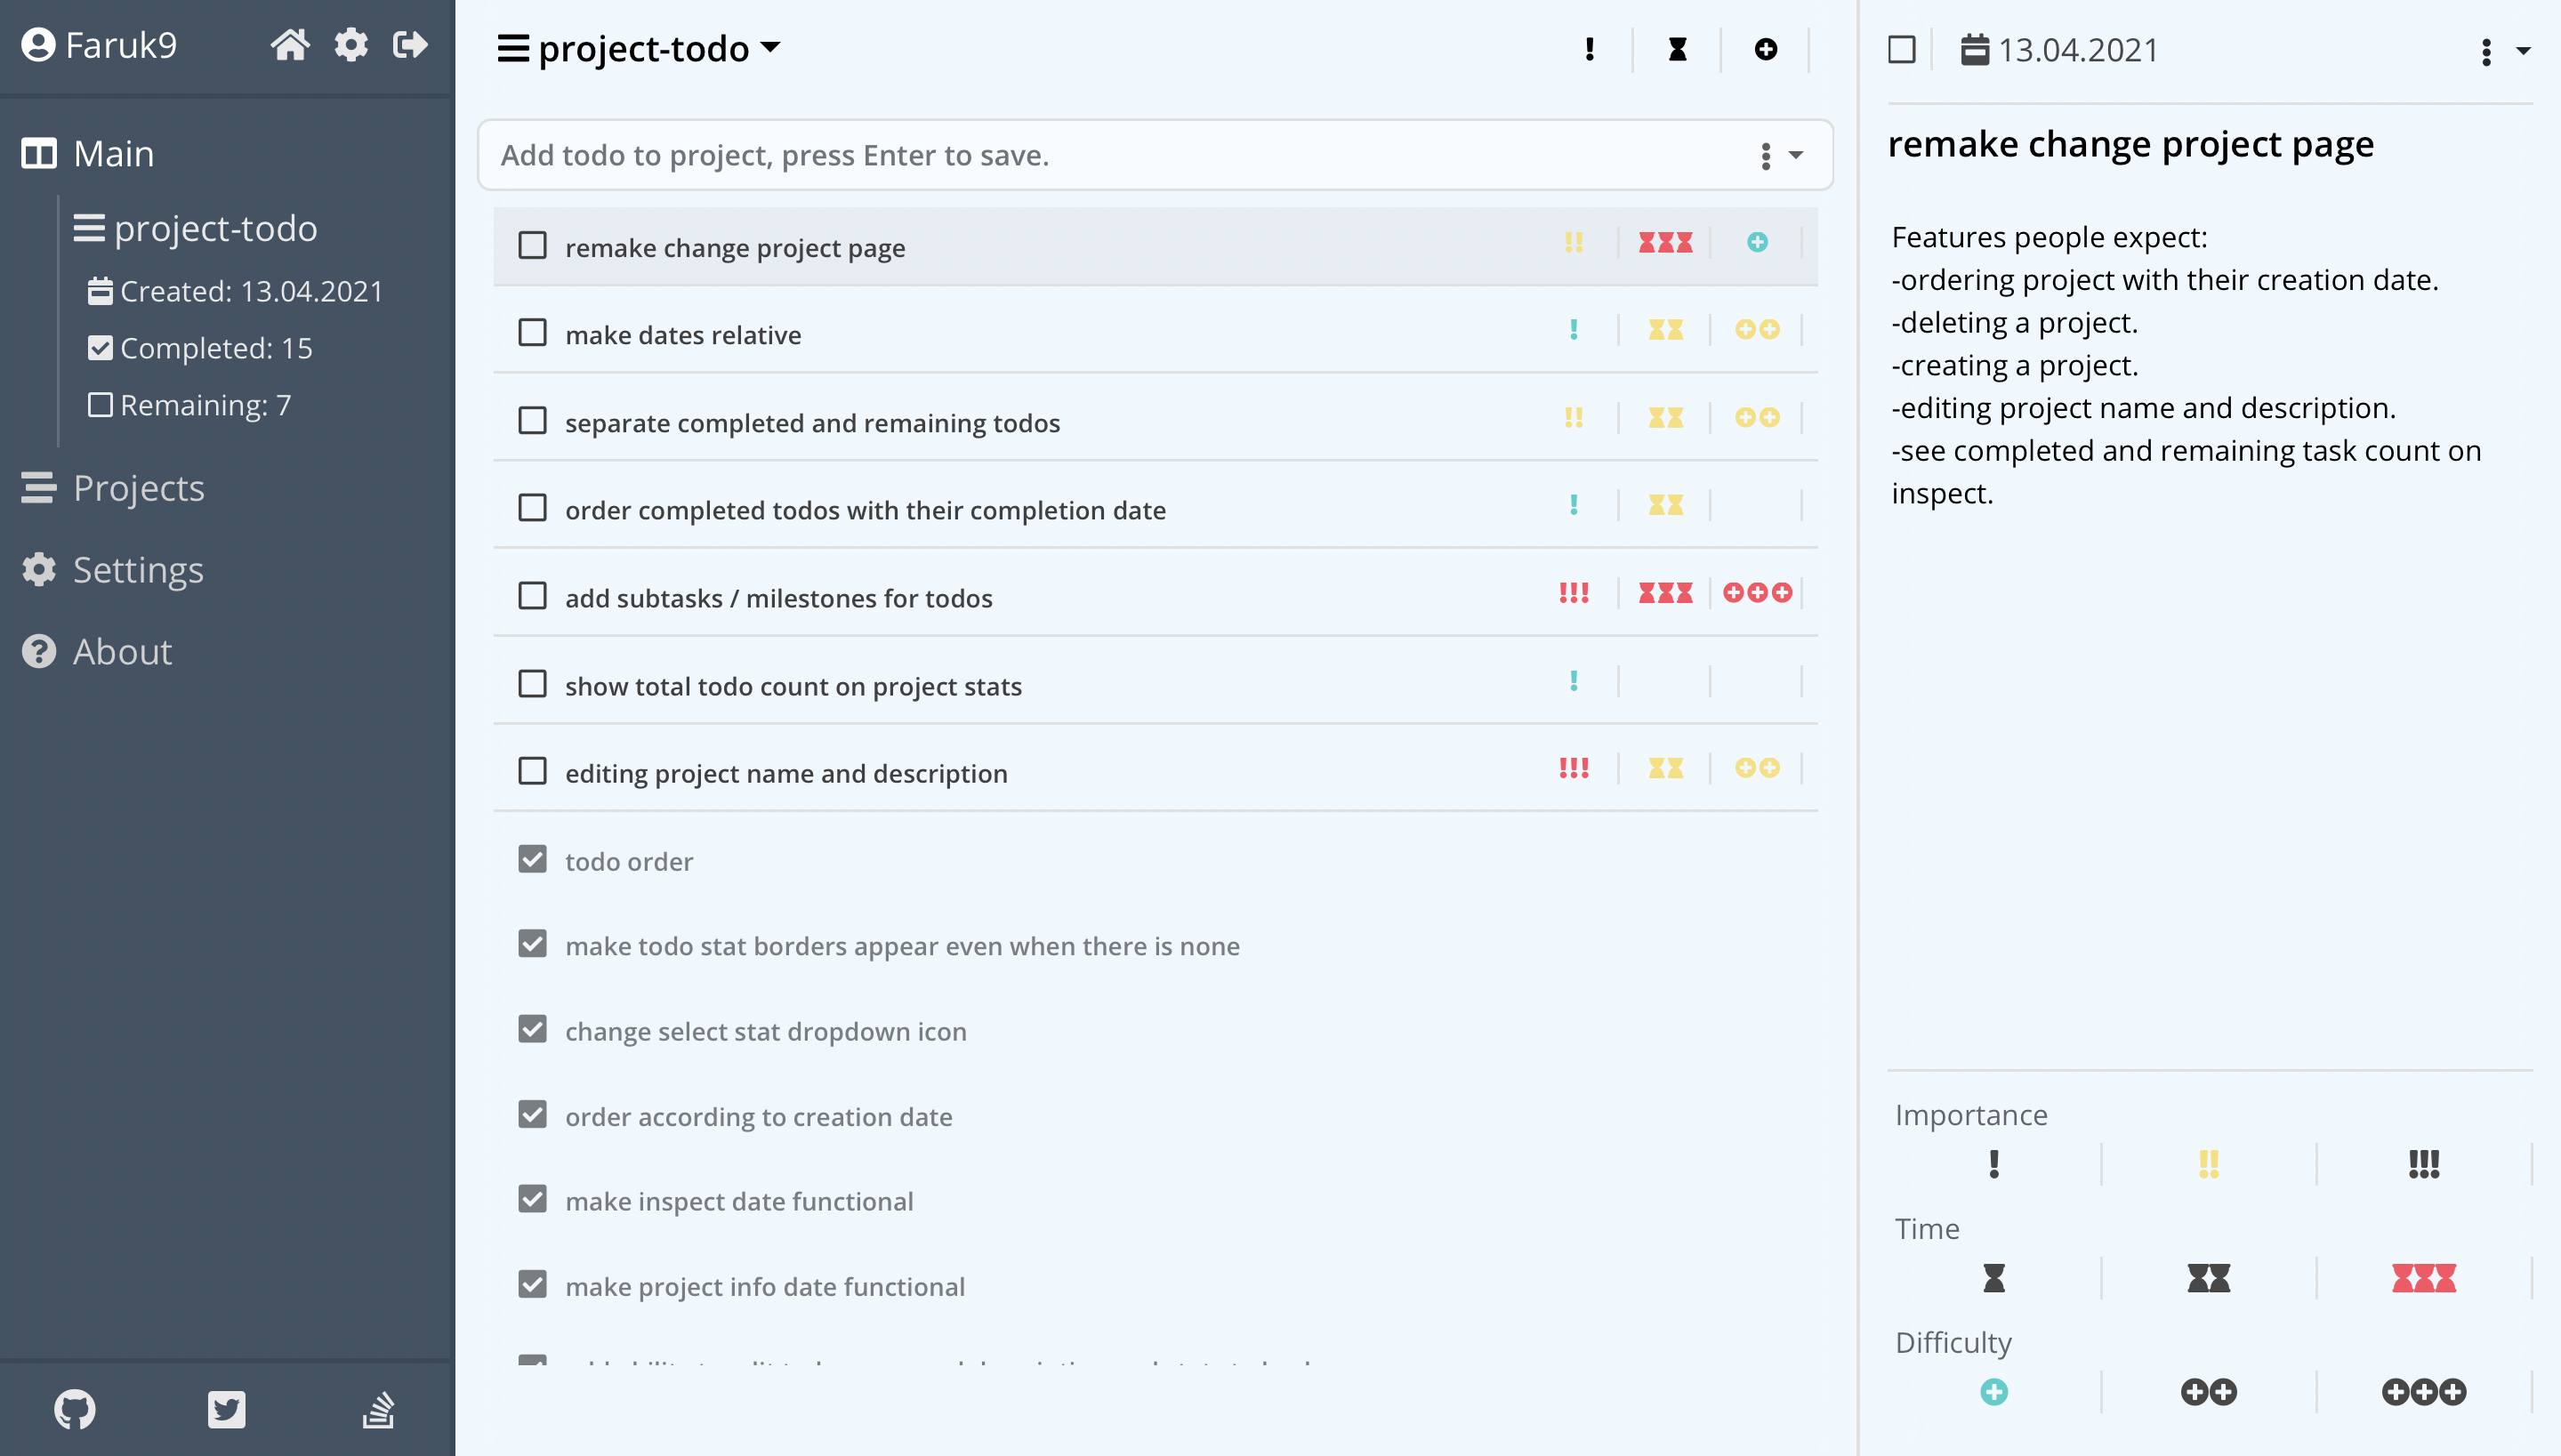 Faruk9
Main
project-todo
Created: 13.04.2021
Completed: 15
Remaining: 7
Projects
Settings
About
project-todo
Add todo to project, press Enter to save.
remake change project page
make dates relative
separate completed and remaining todos
order completed todos with their completion date
add subtasks / milestones for todos
show total todo count on project stats
editing project name and description
todo order
make todo stat borders appear even when there is none
change select stat dropdown icon
order according to creation date
make inspect date functional
make project info date functional
13.04.2021
remake change project page
Features people expect:
-ordering project with their creation date.
-deleting a project.
-creating a project.
-editing project name and description.
-see completed and remaining task count on
inspect.
Importance
Time
Difficulty